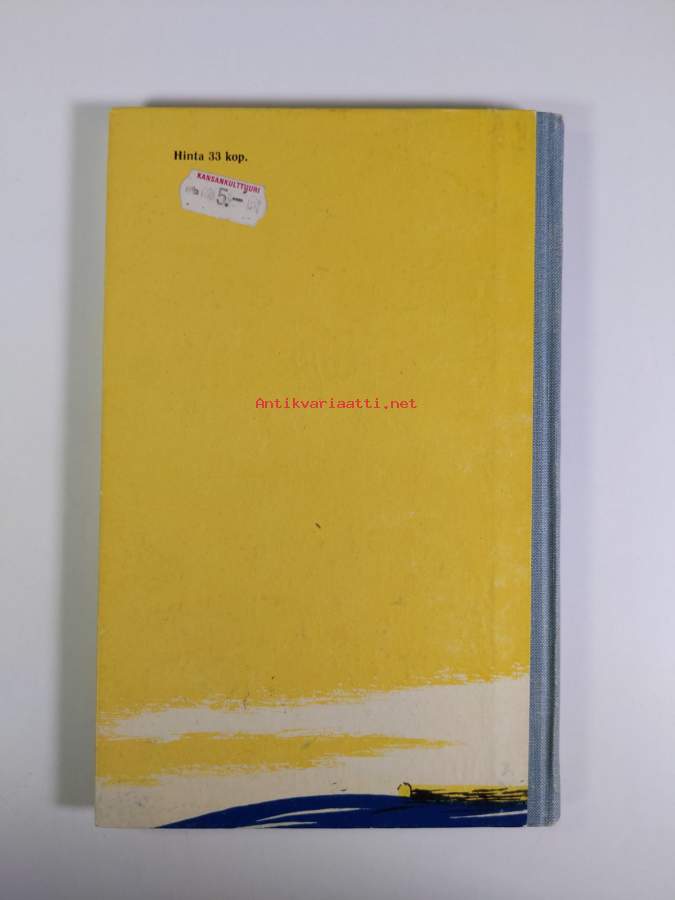 Hinta 33 kop.
KANSANKULTTUURI
5.–
Antikvariaatti.net